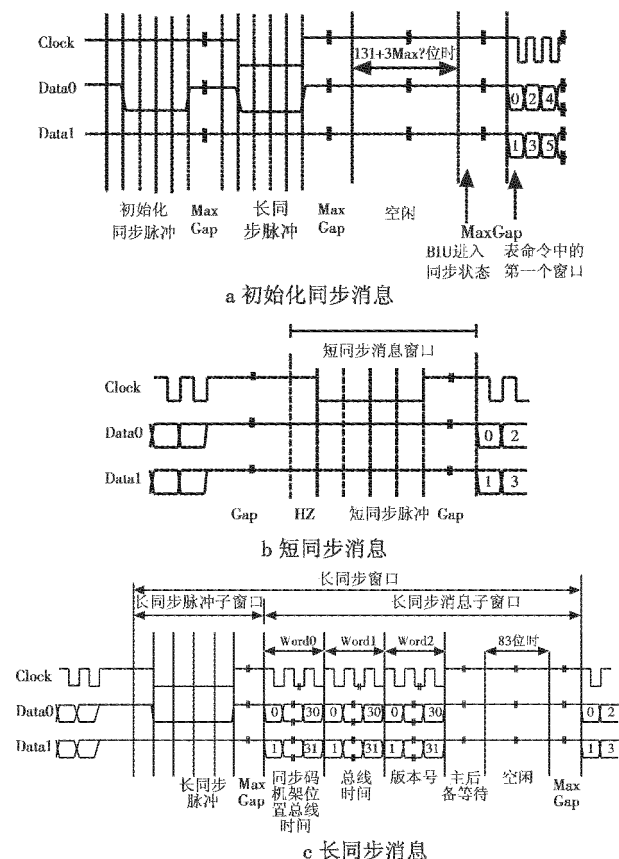 Clock
131+3Max?位时
Data0
0 2 4
Data1
1 3 5
初始化
同步脉冲
Max
Gap
长同
步脉冲
Max
Gap
空闲
MaxGap
BIU进入
同步状态
表命令中的
第一个窗口
a 初始化同步消息
短同步消息窗口
Clock
Data0
0 2
Data1
1 3
Gap
HZ
短同步脉冲
Gap
b 短同步消息
长同步窗口
长同步脉冲子窗口
长同步消息子窗口
Word0
Word1
Word2
83位时
Clock
Data0
0 30 0 30 0 30 0 2
Data1
1 31 1 31 1 31 1 3
长同步
脉冲
Max
Gap
同步码
机架位
置总线
时间
总线
时间
版本号
主后
备等待
空闲
Max
Gap
c 长同步消息